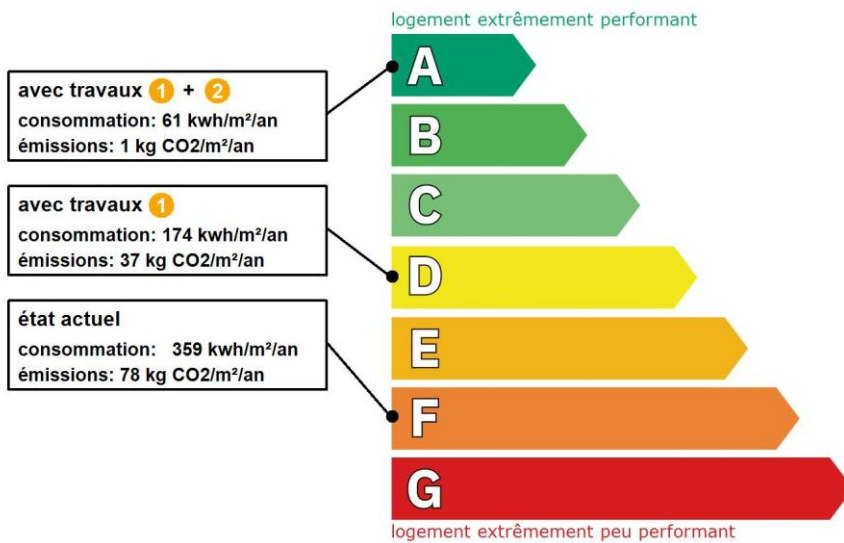 logement extrêmement performant
avec travaux 1 + 2
consommation: 61 kwh/m²/an
émissions: 1 kg CO2/m²/an
avec travaux 1
consommation: 174 kwh/m²/an
émissions: 37 kg CO2/m²/an
état actuel
consommation: 359 kwh/m²/an
émissions: 78 kg CO2/m²/an
A
B
C
D
E
F
G
logement extrêmement peu performant